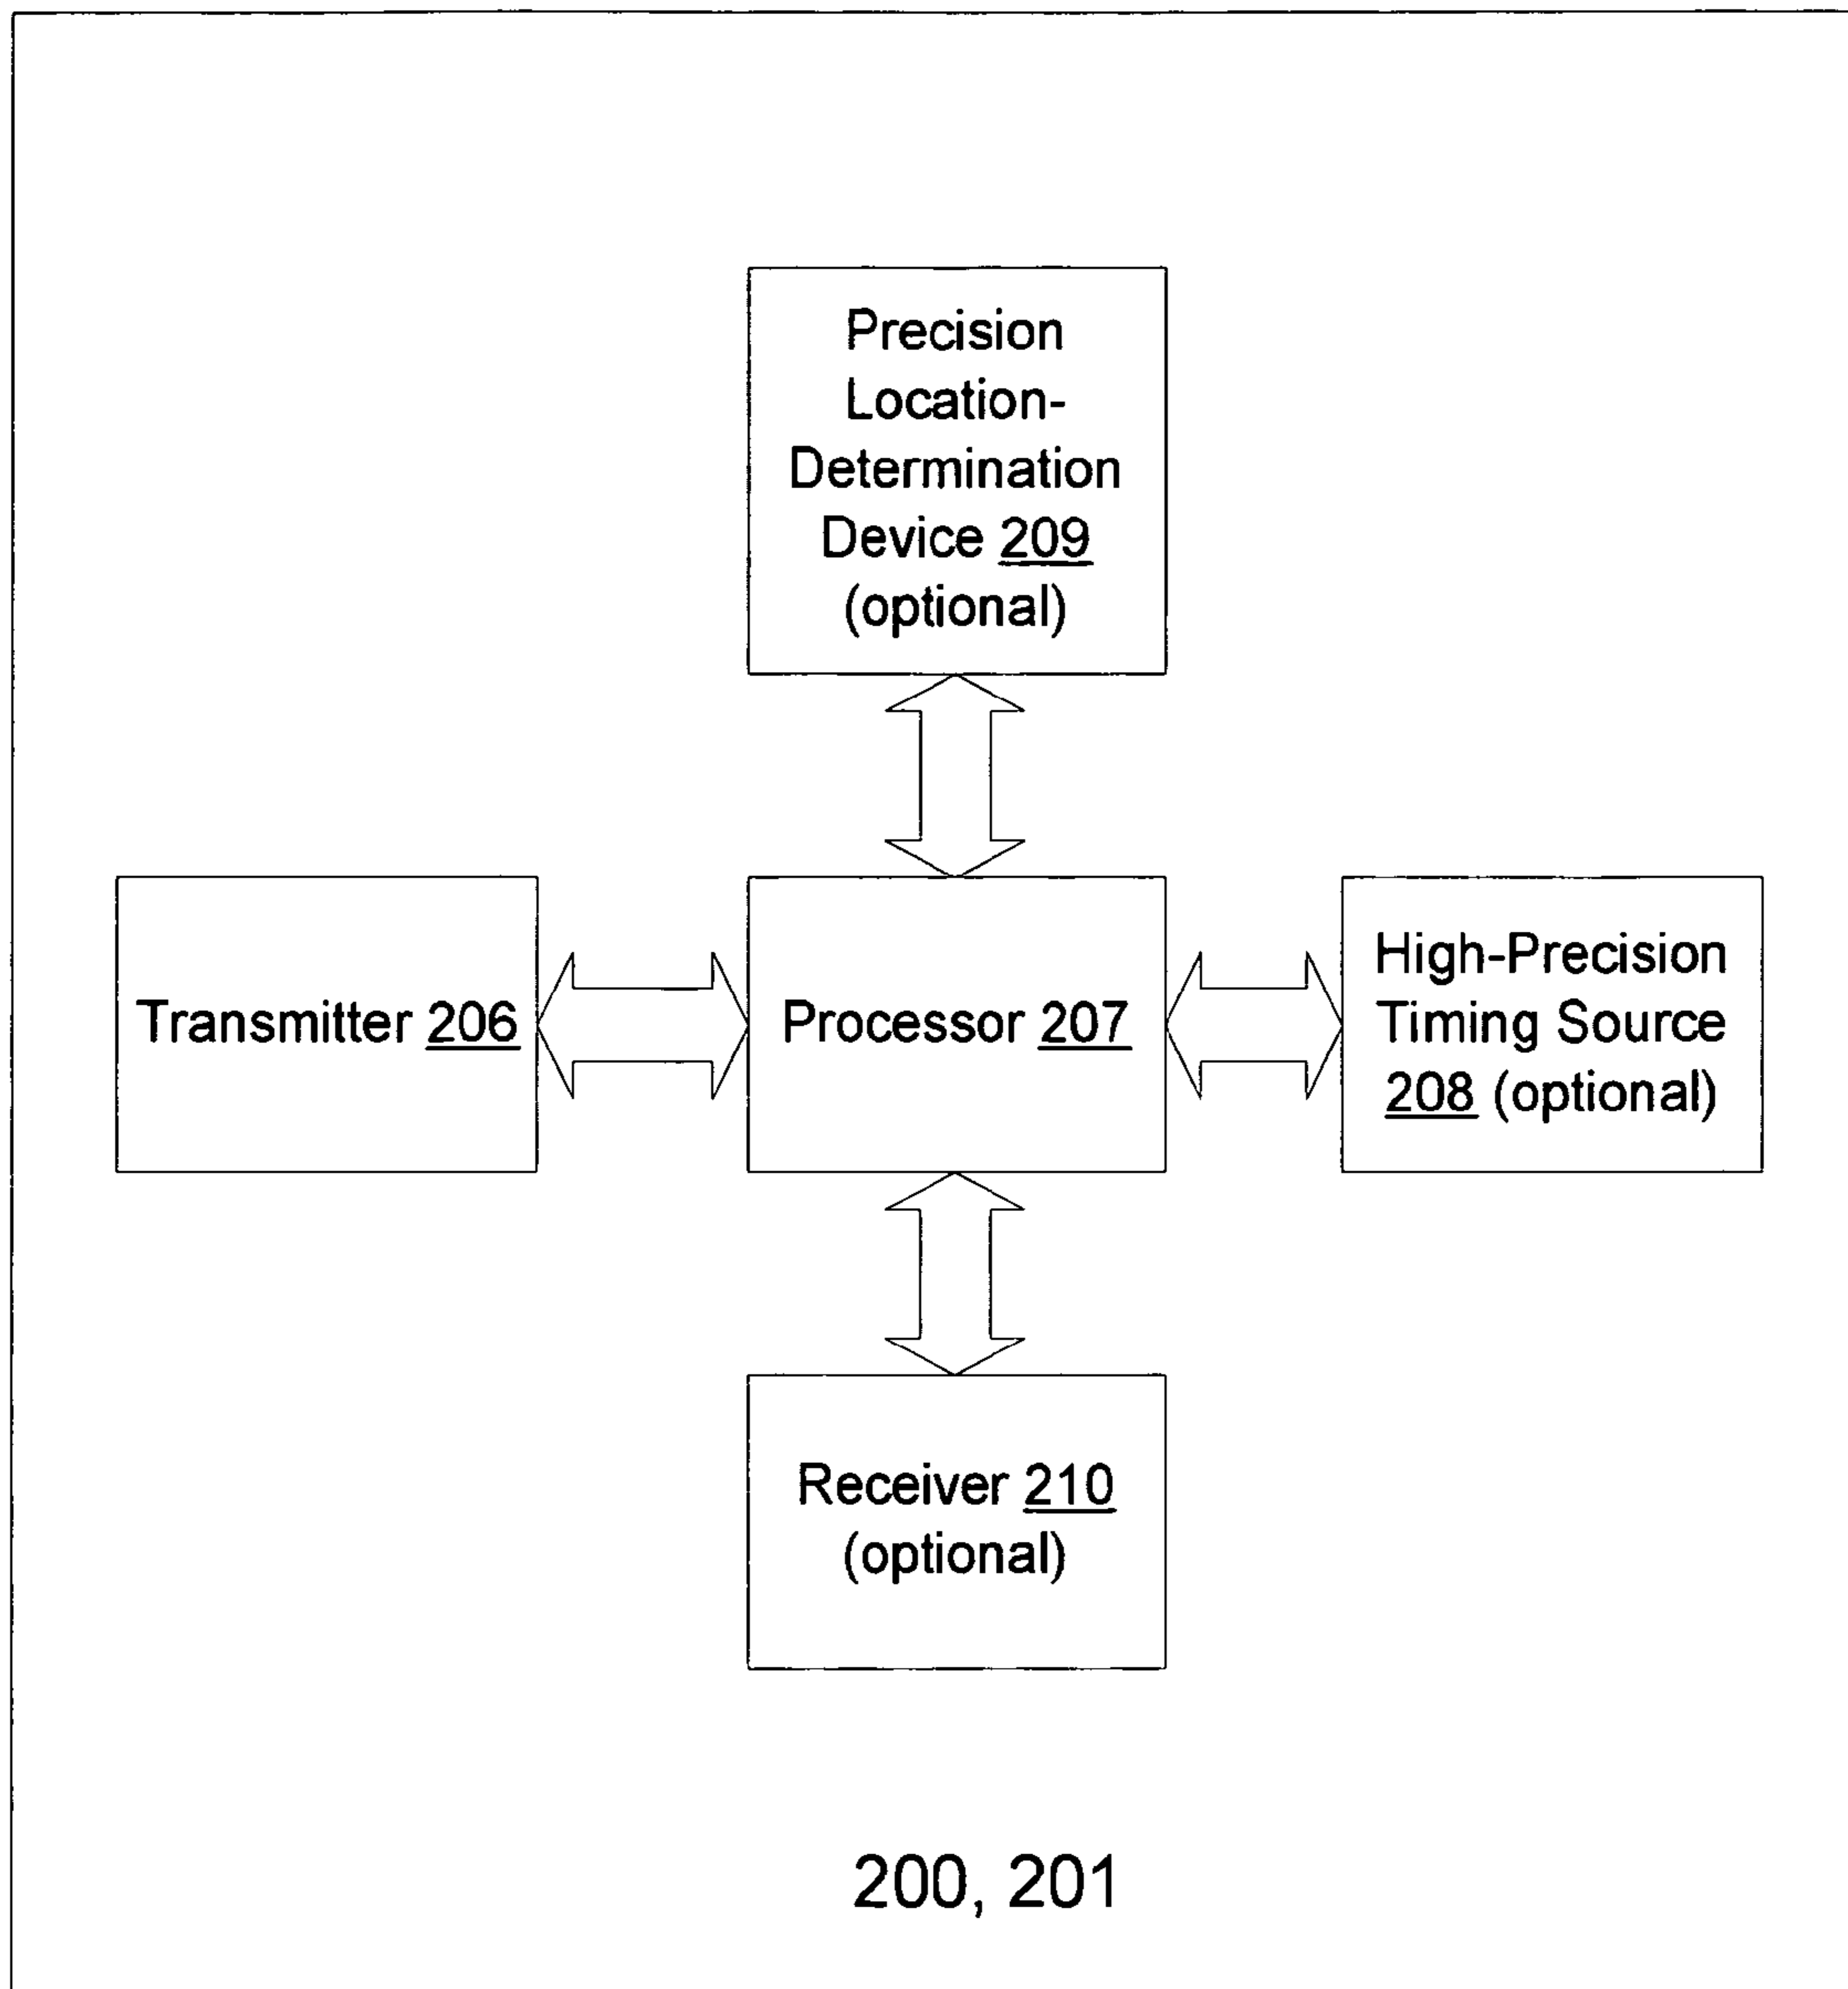 Precision
Location-
Determination
Device 209
(optional)
Transmitter 206
Processor 207
High-Precision
Timing Source
208 (optional)
Receiver 210
(optional)
200, 201